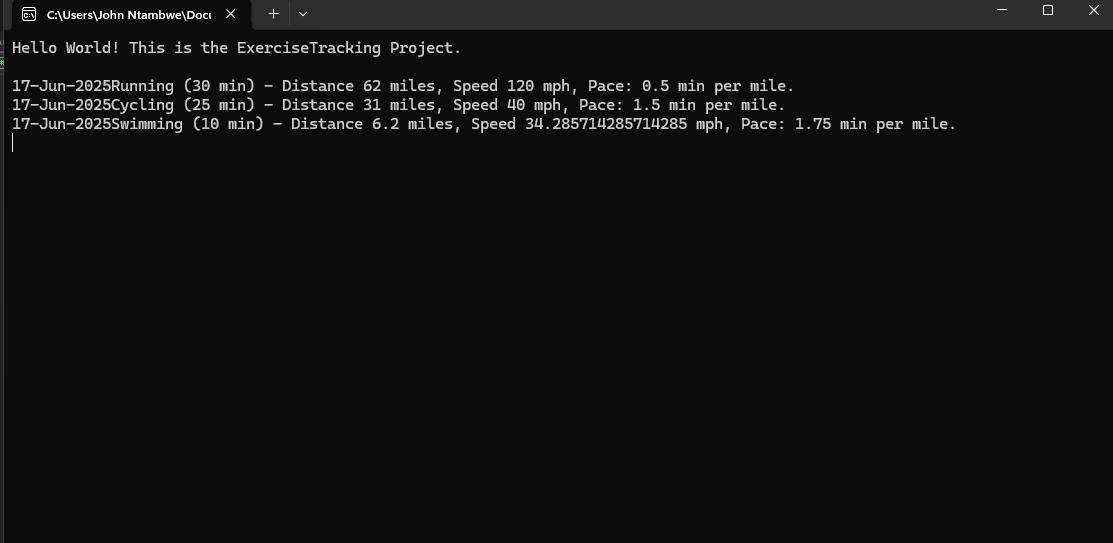 C:\Users\John Ntambwe\Docu
Hello World! This is the ExerciseTracking Project.
17-Jun-2025Running (30 min) - Distance 62 miles, Speed 120 mph, Pace: 0.5 min per mile.
17-Jun-2025Cycling (25 min) - Distance 31 miles, Speed 40 mph, Pace: 1.5 min per mile.
17-Jun-2025Swimming (10 min) - Distance 6.2 miles, Speed 34.285714285714285 mph, Pace: 1.75 min per mile.